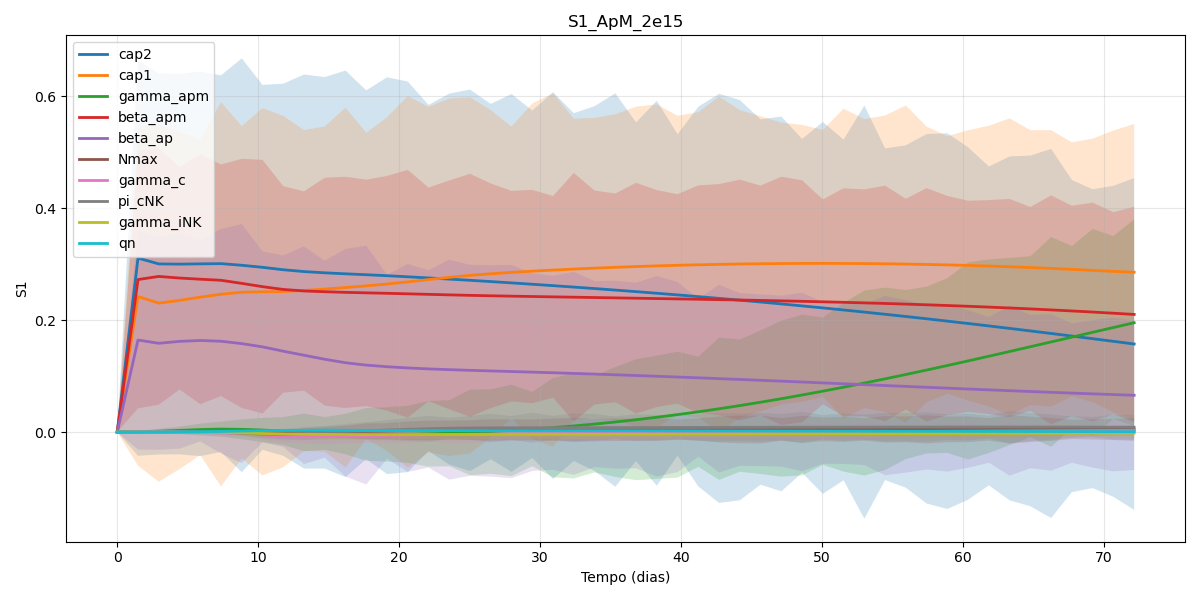 S1_ApM_2e15
cap2
cap1
gamma_apm
beta_apm
beta_ap
Nmax
gamma_c
pi_cNK
gamma_iNK
qn
S1
0.6
0.4
0.2
0.0
0 10 20 30 40 50 60 70
Tempo (dias)